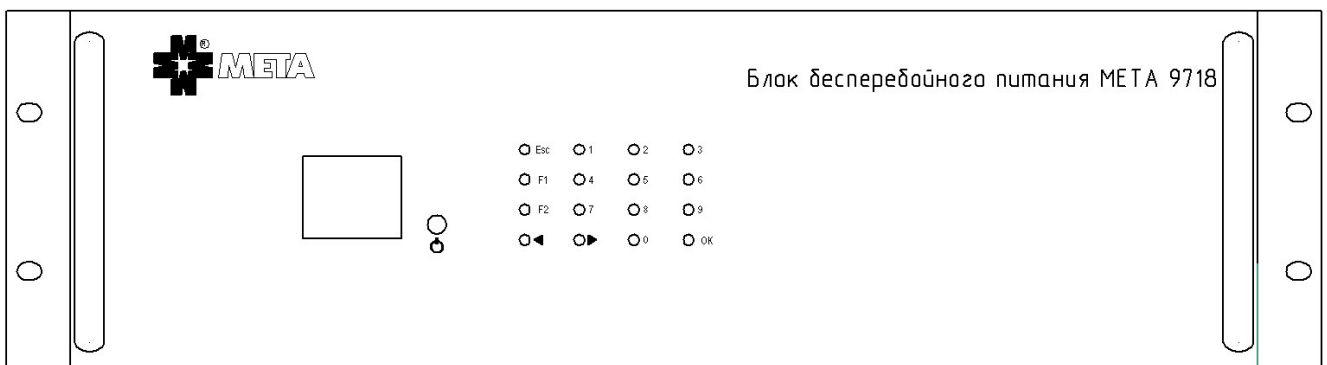 ® МЕТА
Блок бесперебойного питания МЕТА 9718
Esc 1 2 3
F1 4 5 6
F2 7 8 9
0 OK